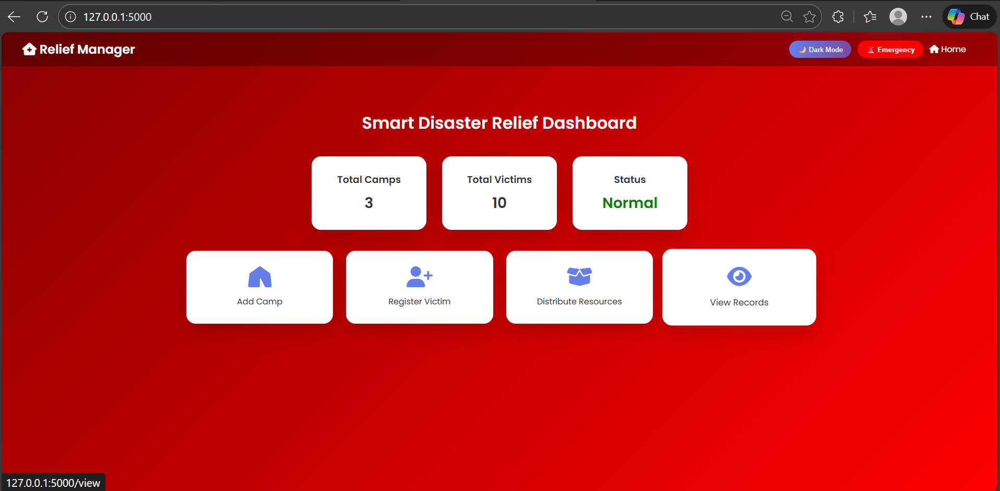 127.0.0.1:5000
Chat
Relief Manager
Dark Mode
Emergency
Home
Smart Disaster Relief Dashboard
Total Camps
3
Total Victims
10
Status
Normal
Add Camp
Register Victim
Distribute Resources
View Records
127.0.0.1:5000/view